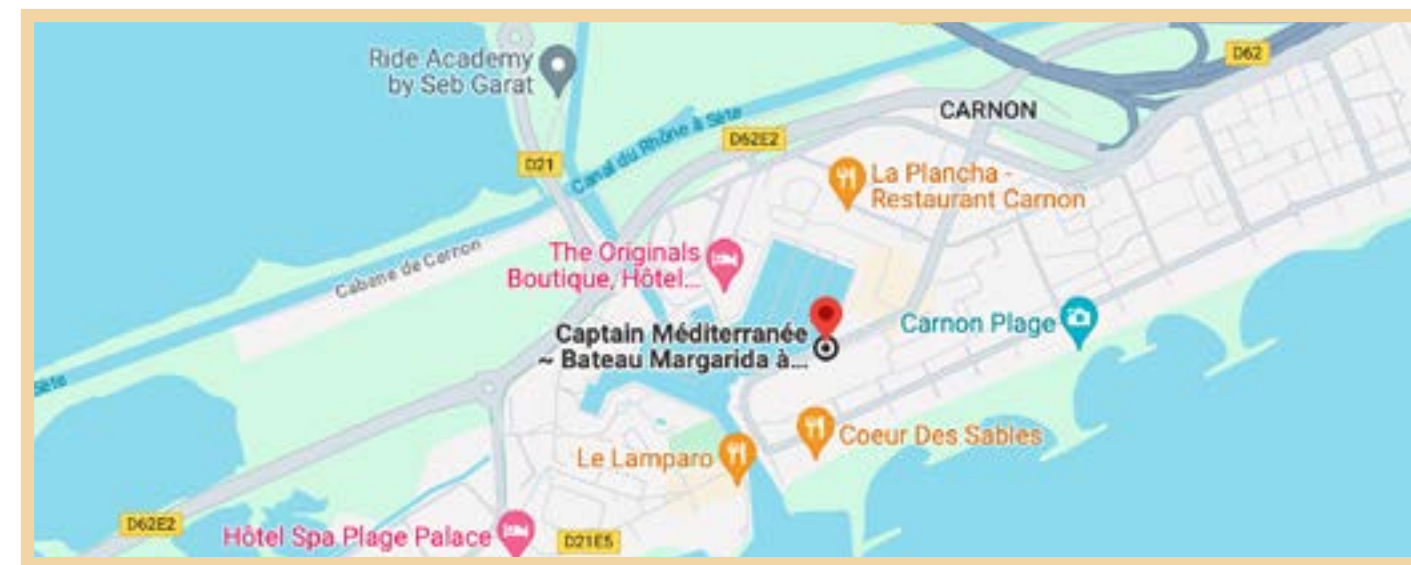 Ride Academy
by Seb Garat
D62
CARNON
Canal du Rhône à Sète
D62E2
D21
La Plancha -
Restaurant Carnon
The Originals
Boutique, Hôtel...
Cabane de Carnon
Captain Méditerranée
~ Bateau Margarida à...
Carnon Plage
Sète
Coeur Des Sables
Le Lamparo
D62E2
Hôtel Spa Plage Palace
D21E5